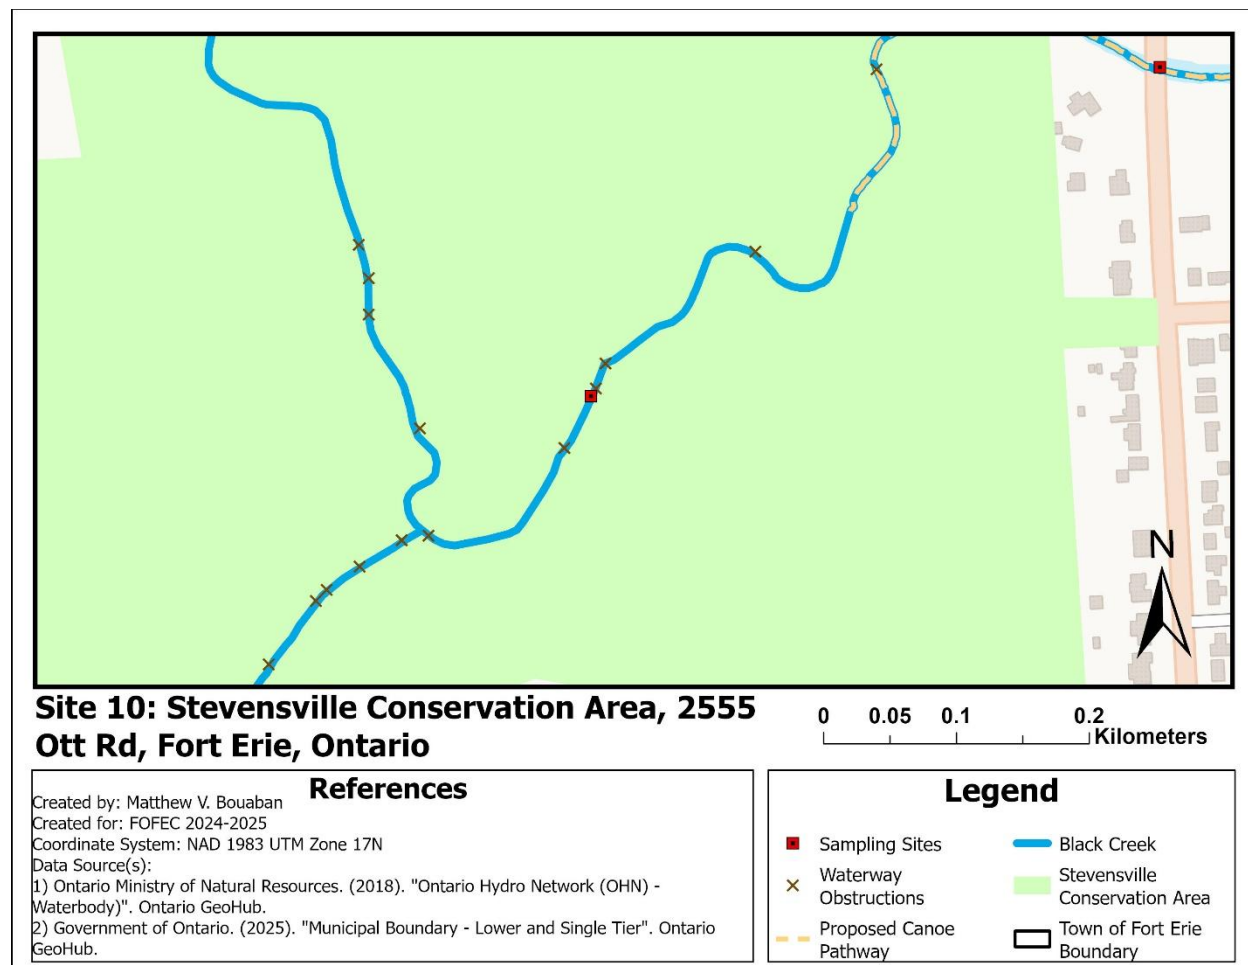 N
Site 10: Stevensville Conservation Area, 2555
Ott Rd, Fort Erie, Ontario
0 0.05 0.1 0.2
Kilometers
References
Created by: Matthew V. Bouaban
Created for: FOFEC 2024-2025
Coordinate System: NAD 1983 UTM Zone 17N
Data Source(s):
1) Ontario Ministry of Natural Resources. (2018). "Ontario Hydro Network (OHN) -
Waterbody)". Ontario GeoHub.
2) Government of Ontario. (2025). "Municipal Boundary - Lower and Single Tier". Ontario
GeoHub.
Legend
Sampling Sites
Waterway
Obstructions
Proposed Canoe
Pathway
Black Creek
Stevensville
Conservation Area
Town of Fort Erie
Boundary